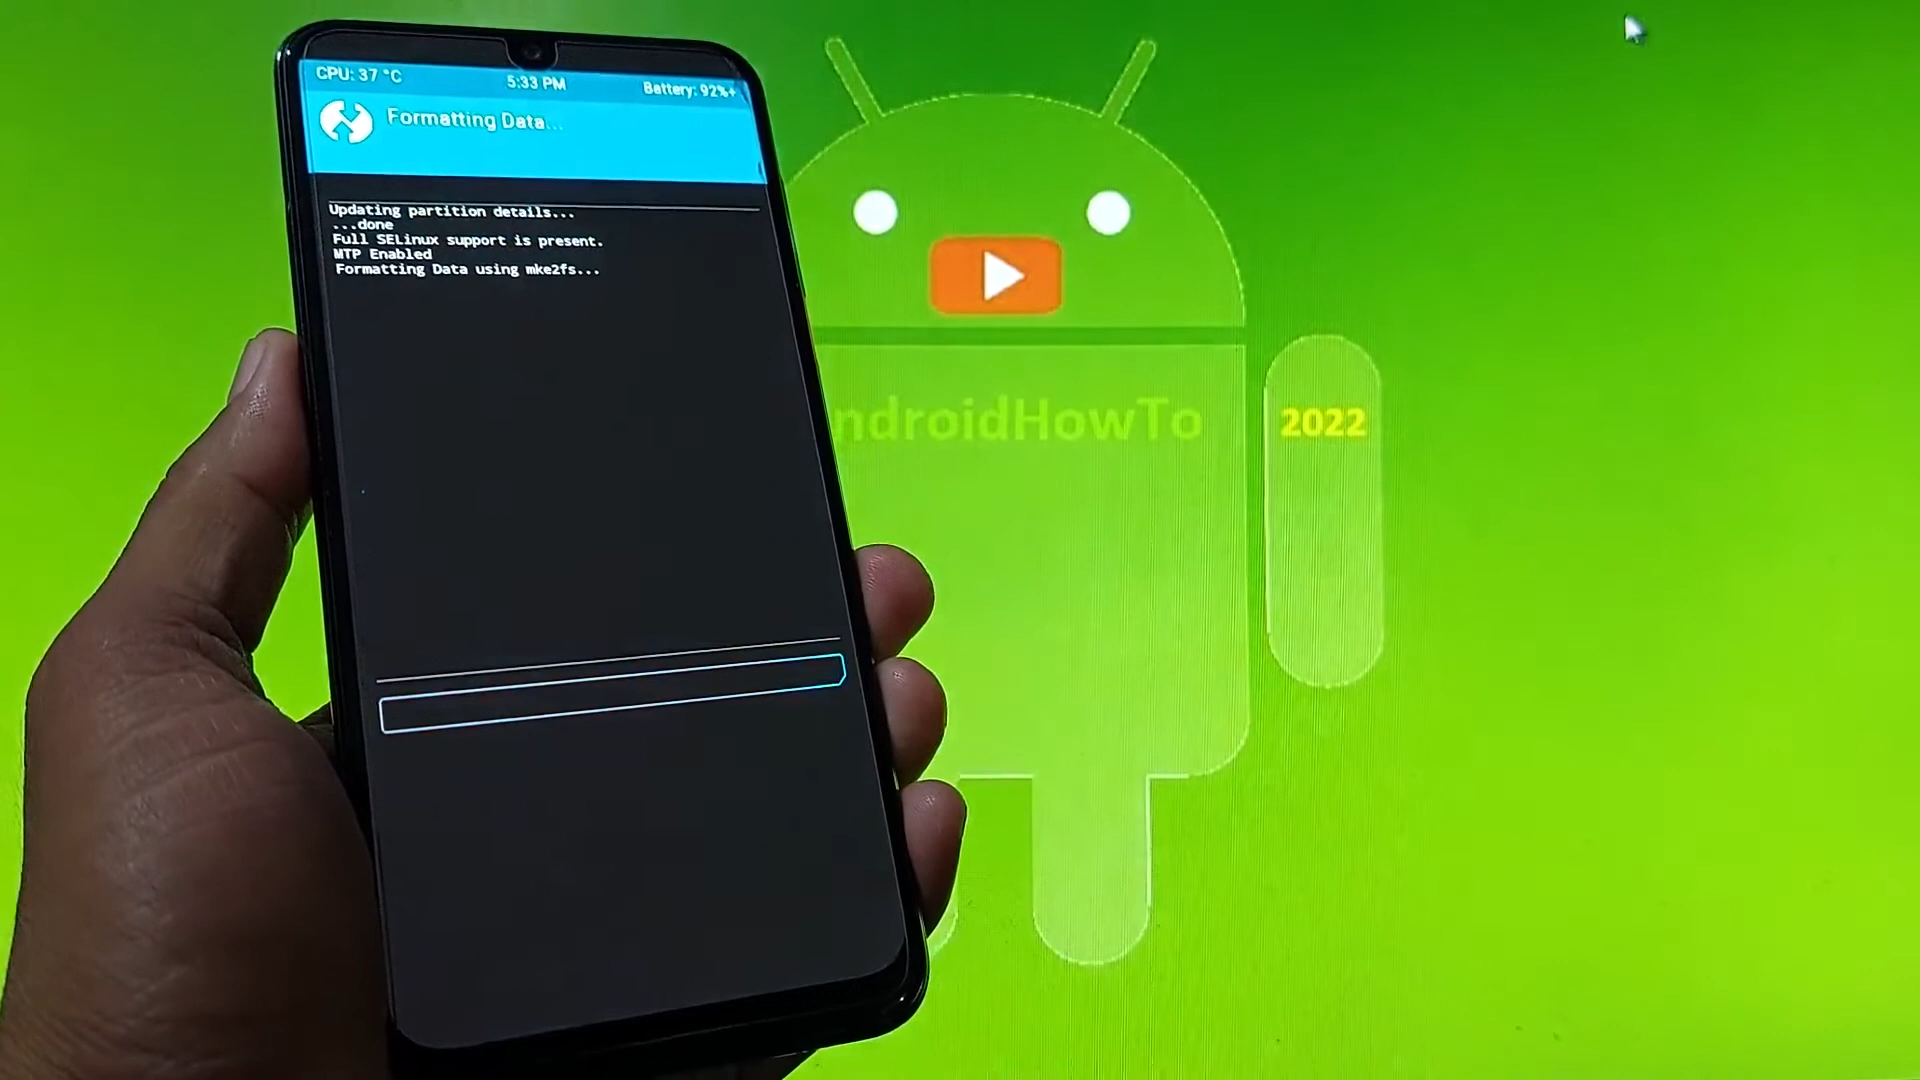 CPU: 37 °C
5:33 PM
Battery: 92%+
Formatting Data...
Updating partition details...
...done
Full SELinux support is present.
MTP Enabled
Formatting Data using mke2fs...
ndroidHowTo
2022